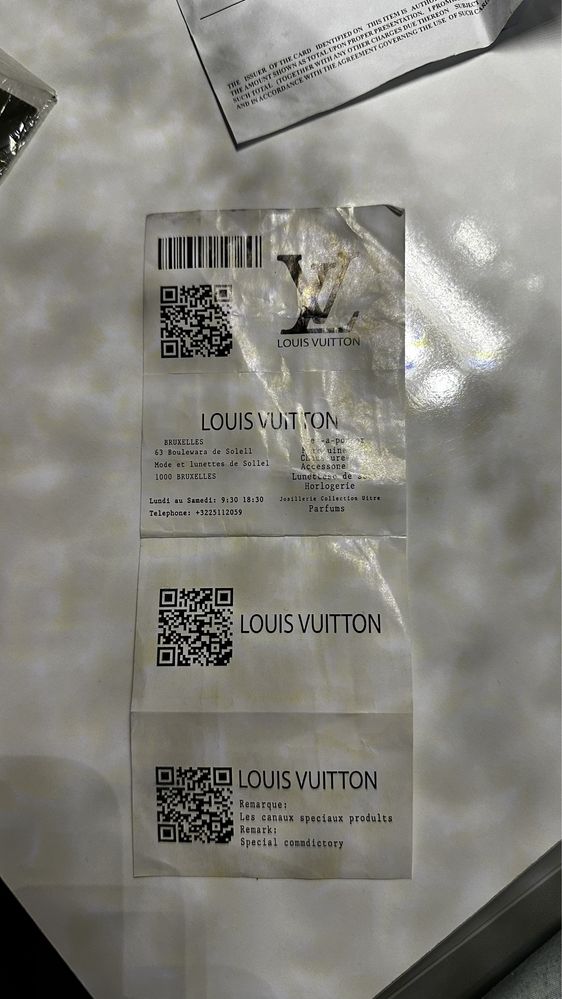 THE ISSUER OF THE CARD IDENTIFIED ON THIS ITEM IS
THE AMOUNT SHOWN AS TOTAL UPON PROPER PRESENTATION. I
SUCH TOTAL (TOGETHER WITH ANY OTHER CHARGES DUE THEREON SUBJECT
AND IN ACCORDANCE WITH THE AGREEMENT GOVERNING THE USE OF SUCH
LV
LOUIS VUITTON
LOUIS VUITTON
BRUXELLES
63 Boulewara de Solell
Mode et lunettes de Sollel
1000 BRUXELLES
Lundi au Samedi: 9:30 18:30
Telephone: +3225112059
Accessone
Horlogerie
Joaillerie Collection Uitre
Parfums
LOUIS VUITTON
LOUIS VUITTON
Remarque:
Les canaux speciaux produlta
Remark:
Special commdictory